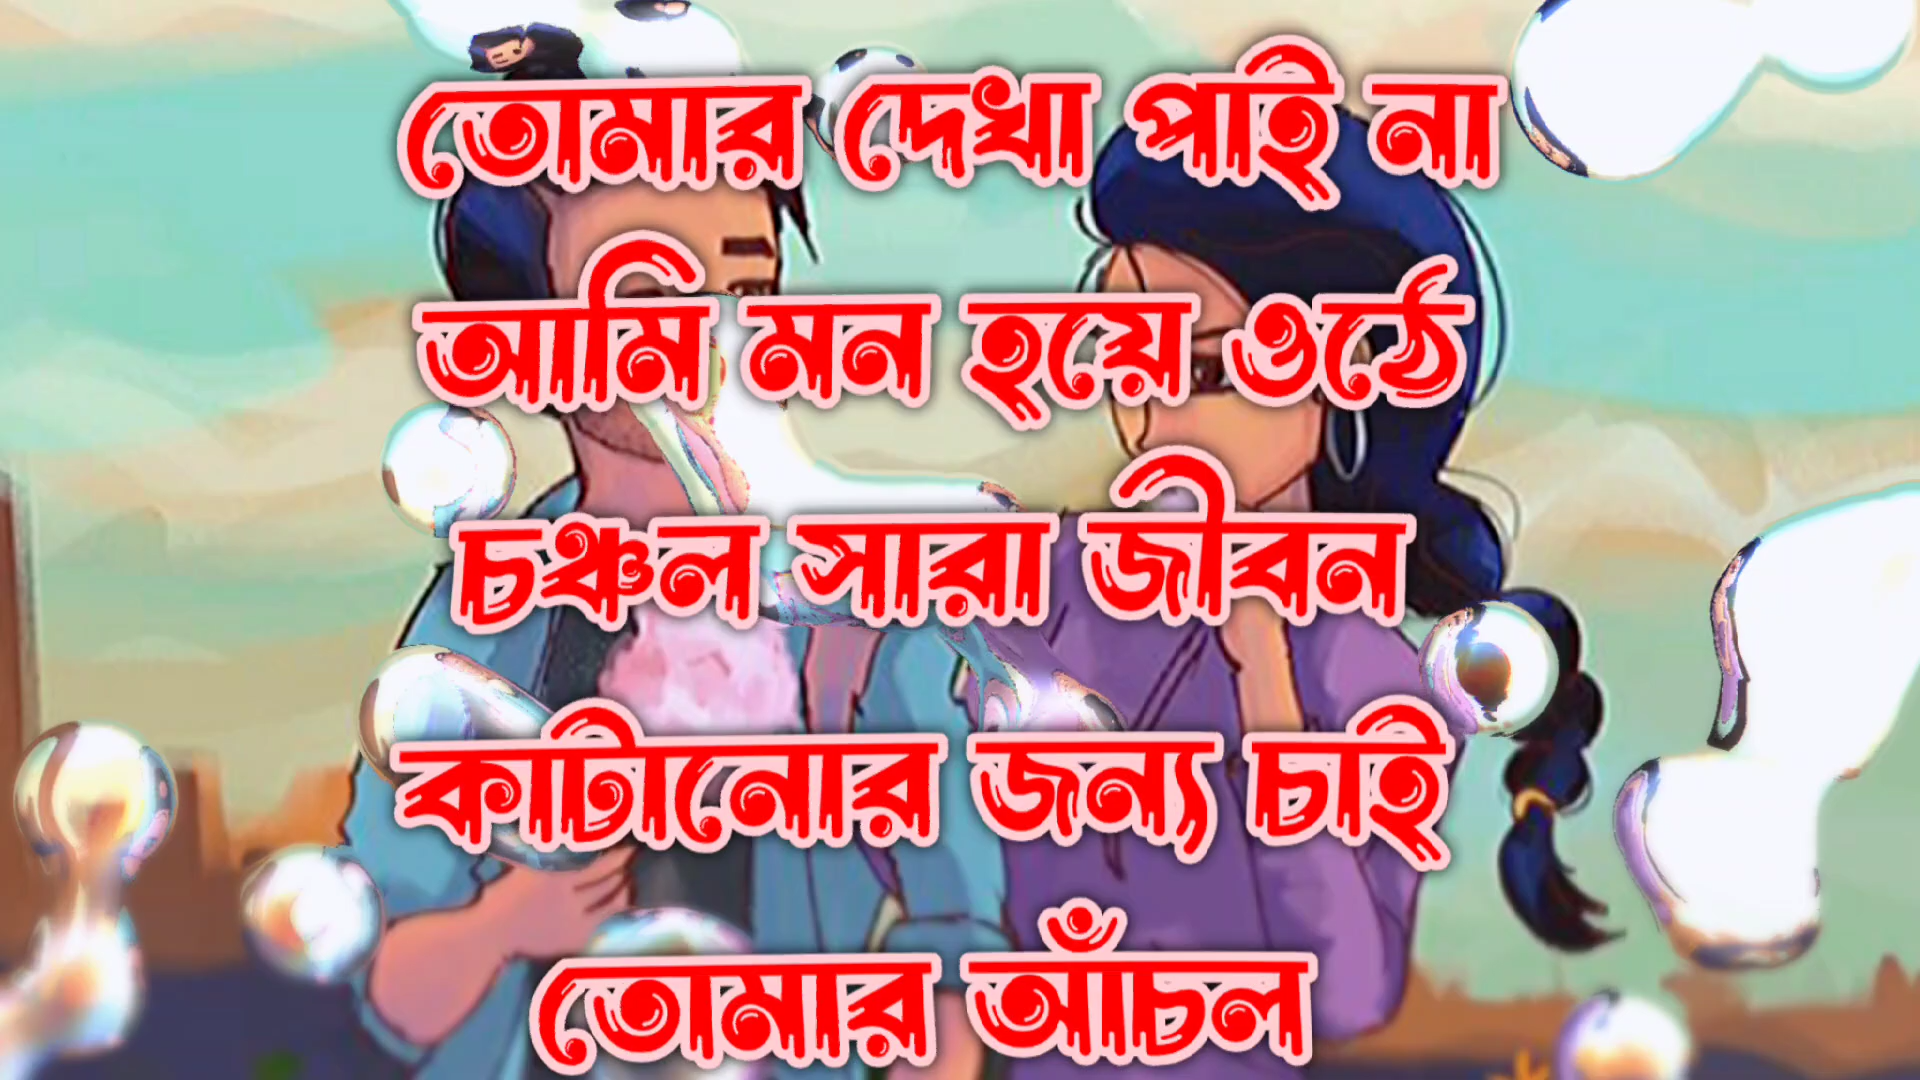 তোমার দেখা পাই না
আমি মন হয়ে ওঠে
চঞ্চল সারা জীবন
কাটানোর জন্য চাই
তোমার আঁচল